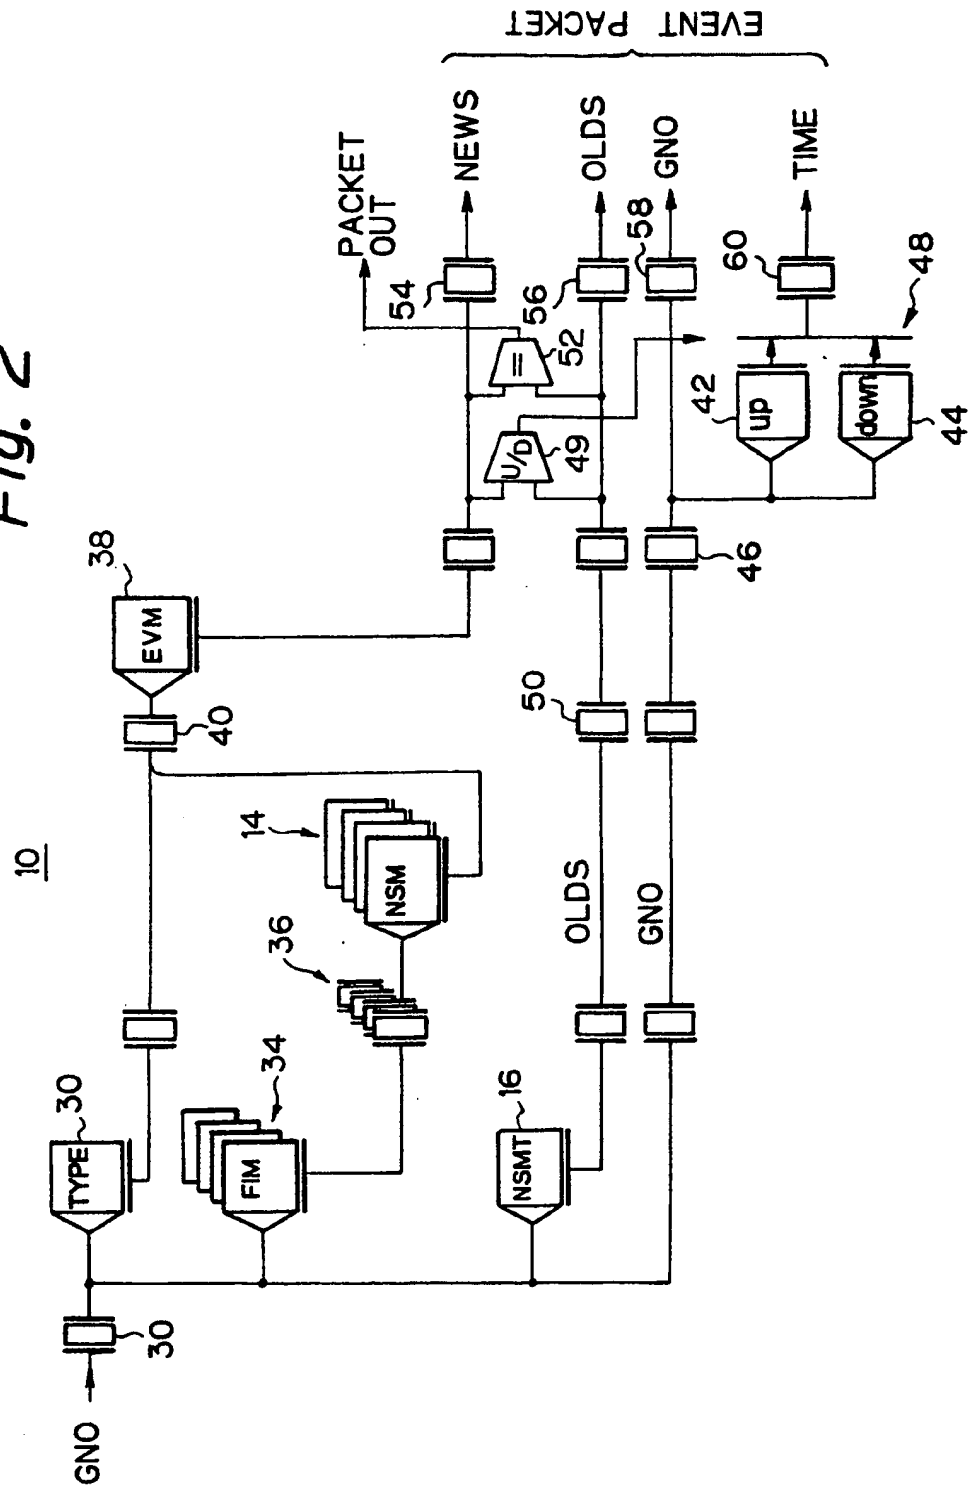 Fig. 2
10
GNO
30
TYPE
30
FIM
34
36
NSM
14
40
EVM
38
NSMT
16
OLDS
GNO
50
46
U/D
49
=
52
PACKET
OUT
54
NEWS
56
OLDS
58
GNO
up
42
down
44
48
60
TIME
EVENT PACKET